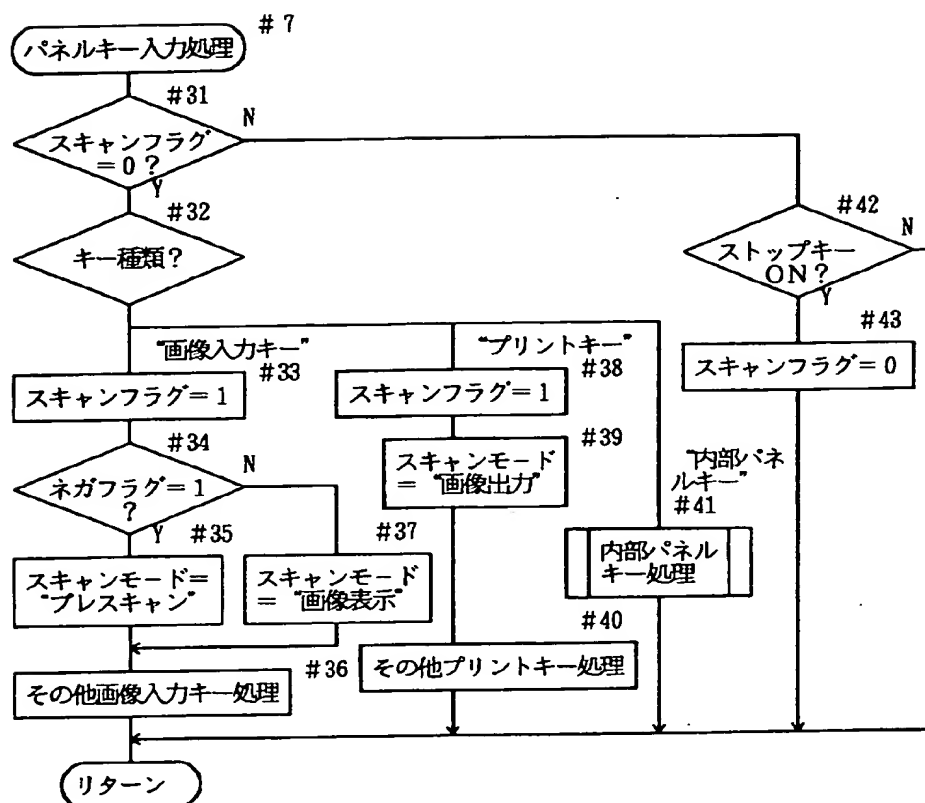 # 7
パネルキー入力処理
#31
スキャンフラグ
= 0 ?
N
Y
#32
キー種類?
#42
ストップキー
ON?
N
Y
#43
スキャンフラグ= 0
“画像入力キー”
#33
スキャンフラグ= 1
“プリントキー”
#38
スキャンフラグ= 1
#34
ネガフラグ= 1
?
N
Y
#39
スキャンモード
= “画像出力”
“内部パネ
ルキー”
#41
内部パネル
キー処理
#35
スキャンモード=
“プレスキャン”
#37
スキャンモード
= “画像表示”
#40
その他プリントキー処理
#36
その他画像入力キー処理
リターン